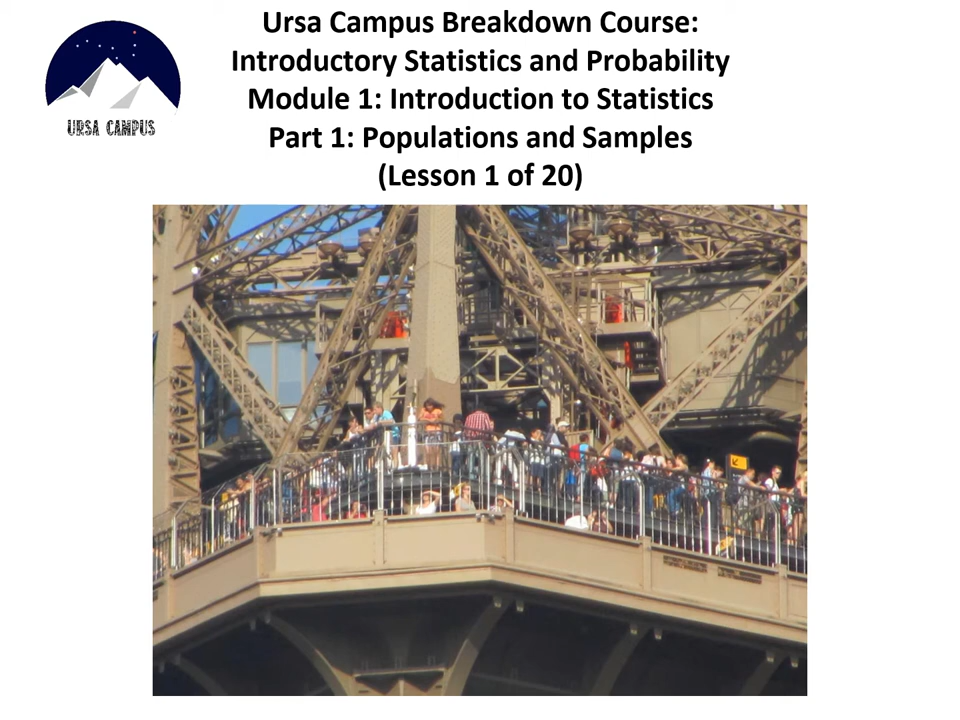 Ursa Campus Breakdown Course:
Introductory Statistics and Probability
Module 1: Introduction to Statistics
Part 1: Populations and Samples
(Lesson 1 of 20)
URSA CAMPUS